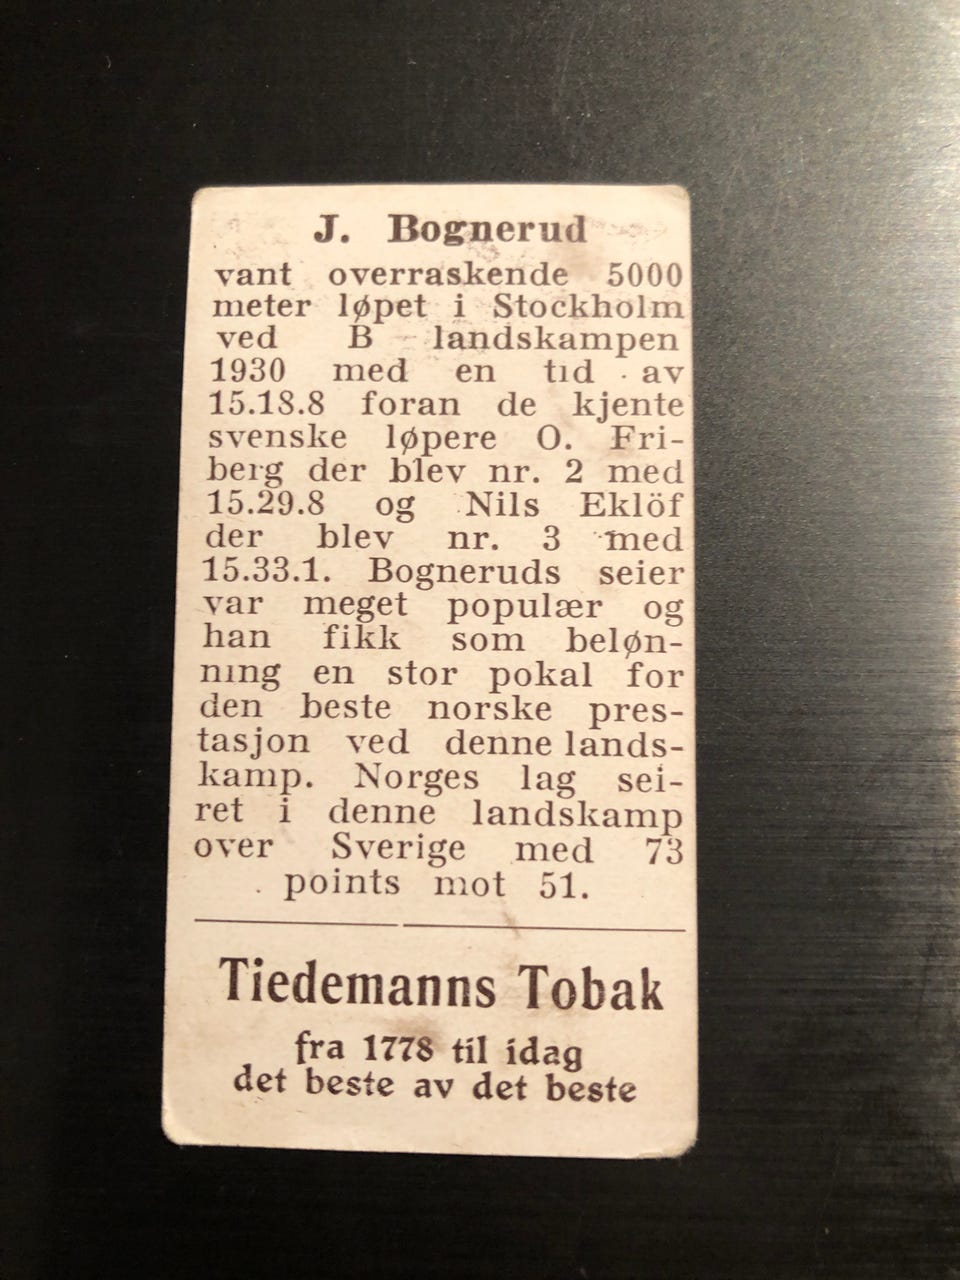 J. Bognerud
vant overraskende 5000
meter løpet i Stockholm
ved B landskampen
1930 med en tid av
15.18.8 foran de kjente
svenske løpere O. Fri-
berg der blev nr. 2 med
15.29.8 og Nils Eklöf
der blev nr. 3 med
15.33.1. Bogneruds seier
var meget populær og
han fikk som beløn-
ning en stor pokal for
den beste norske pres-
tasjon ved denne lands-
kamp. Norges lag sei-
ret i denne landskamp
over Sverige med 73
points mot 51.
Tiedemanns Tobak
fra 1778 til idag
det beste av det beste